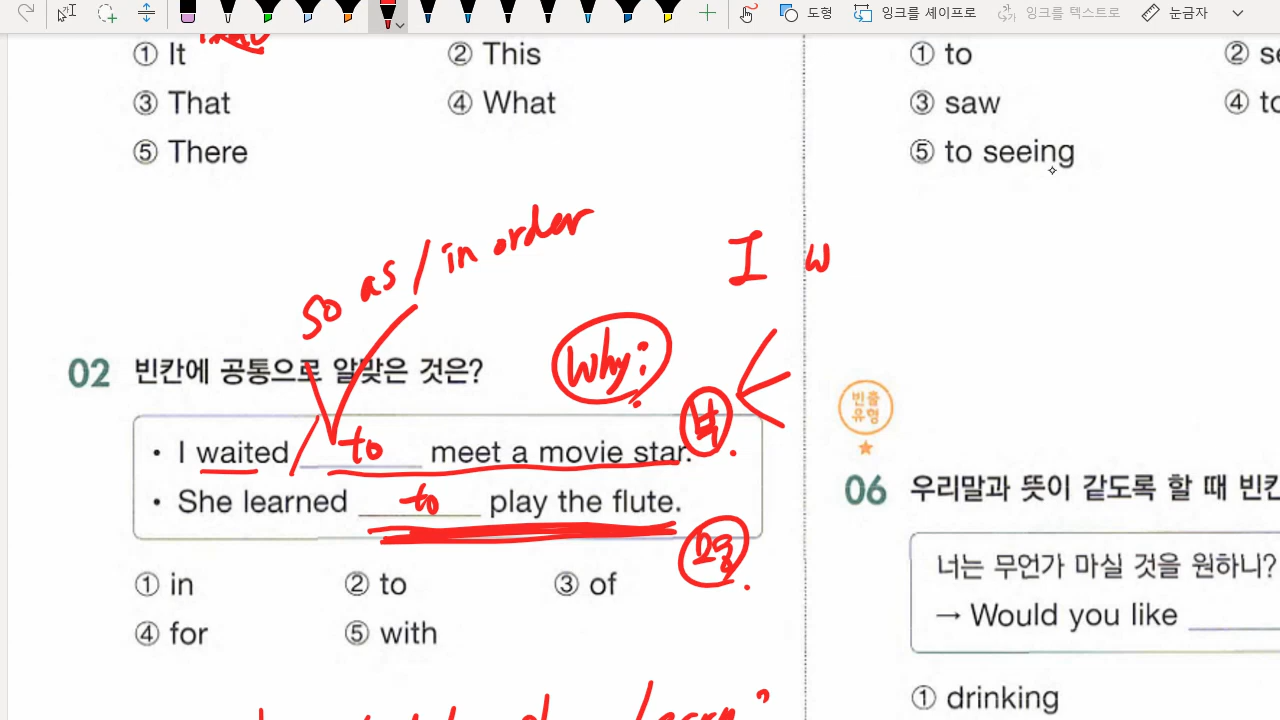 도형 잉크를 셰이프로 잉크를 텍스트로 눈금자
① It
② This
③ That
④ What
⑤ There
so as / in order
02 빈칸에 공통으로 알맞은 것은?
Why:
• I waited to meet a movie star.
• She learned to play the flute.
① in
② to
③ of
④ for
⑤ with
I w
① to
②
③ saw
④
⑤ to seeing
빈출
유형
06 우리말과 뜻이 같도록 할 때
너는 무언가 마실 것을 원하니?
→ Would you like
① drinking